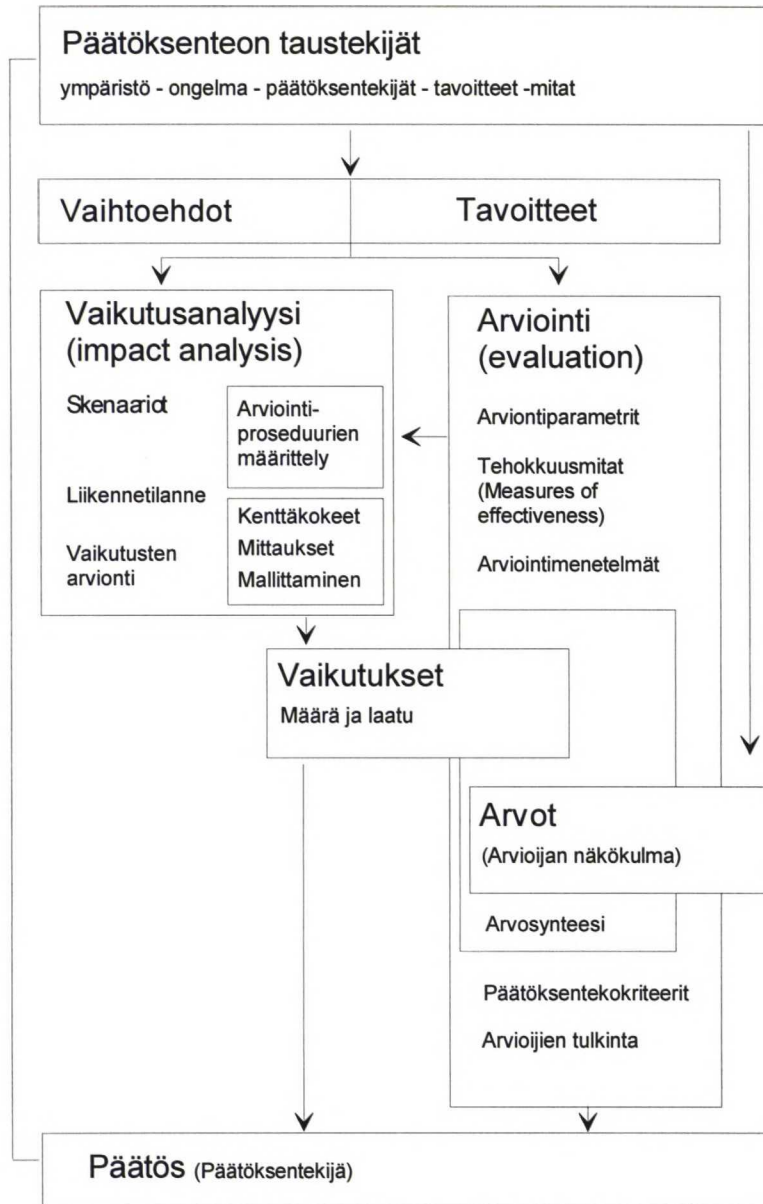 Päätöksenteon taustekijät
ympäristö - ongelma - päätöksentekijät - tavoitteet -mitat
Vaihtoehdot
Tavoitteet
Vaikutusanalyysi
(impact analysis)
Skenaariot
Liikennetilanne
Vaikutusten
arvionti
Arviointi-
proseduurien
määrittely
Kenttäkokeet
Mittaukset
Mallittaminen
Arviointi
(evaluation)
Arviontiparametrit
Tehokkuusmitat
(Measures of
effectiveness)
Arviointimenetelmät
Vaikutukset
Määrä ja laatu
Arvot
(Arvioijan näkökulma)
Arvosynteesi
Päätöksentekokriteerit
Arvioijien tulkinta
Päätös (Päätöksentekijä)